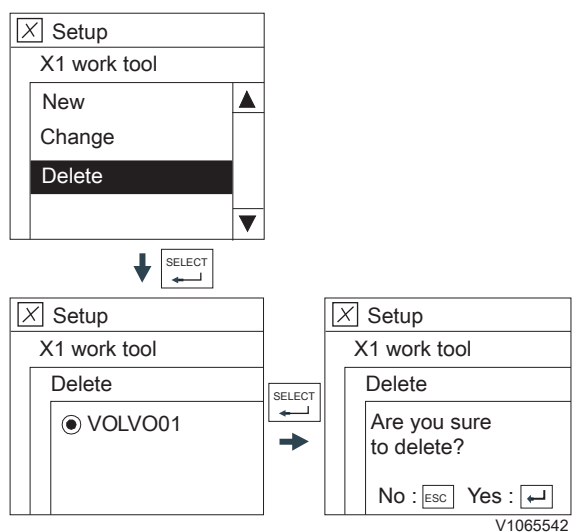 X Setup
X1 work tool
New
Change
Delete
SELECT
X Setup
X1 work tool
Delete
VOLVO01
SELECT
X Setup
X1 work tool
Delete
Are you sure
to delete?
No : ESC Yes :
V1065542